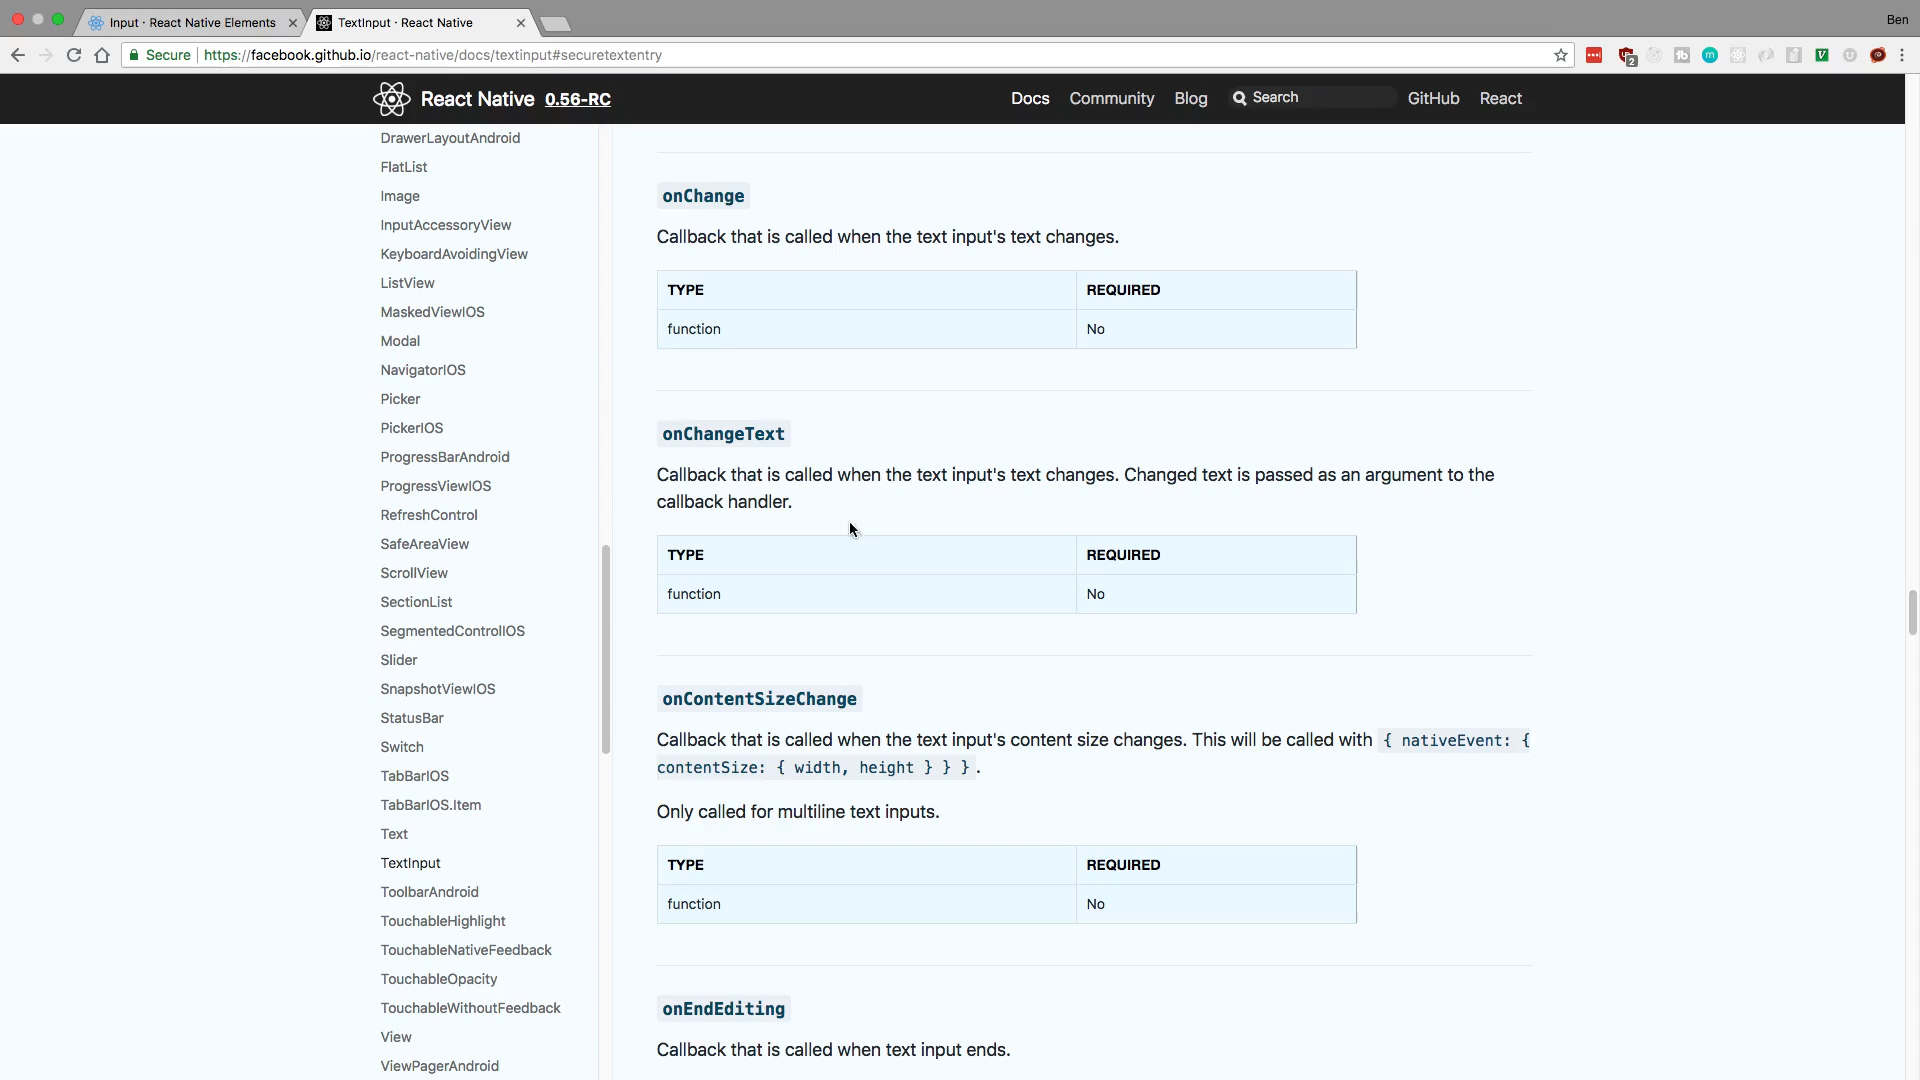 Input · React Native Elements
TextInput · React Native
Ben
Secure
https://facebook.github.io/react-native/docs/textinput#securetextentry
2
React Native 0.56-RC
Docs
Community
Blog
Search
GitHub
React
DrawerLayoutAndroid
FlatList
Image
InputAccessoryView
KeyboardAvoidingView
ListView
MaskedViewIOS
Modal
NavigatorIOS
Picker
PickerIOS
ProgressBarAndroid
ProgressViewIOS
RefreshControl
SafeAreaView
ScrollView
SectionList
SegmentedControlIOS
Slider
SnapshotViewIOS
StatusBar
Switch
TabBarIOS
TabBarIOS.Item
Text
TextInput
ToolbarAndroid
TouchableHighlight
TouchableNativeFeedback
TouchableOpacity
TouchableWithoutFeedback
View
ViewPagerAndroid
onChange
Callback that is called when the text input's text changes.
TYPE REQUIRED
function No
onChangeText
Callback that is called when the text input's text changes. Changed text is passed as an argument to the
callback handler.
TYPE REQUIRED
function No
onContentSizeChange
Callback that is called when the text input's content size changes. This will be called with { nativeEvent: {
contentSize: { width, height } } }.
Only called for multiline text inputs.
TYPE REQUIRED
function No
onEndEditing
Callback that is called when text input ends.